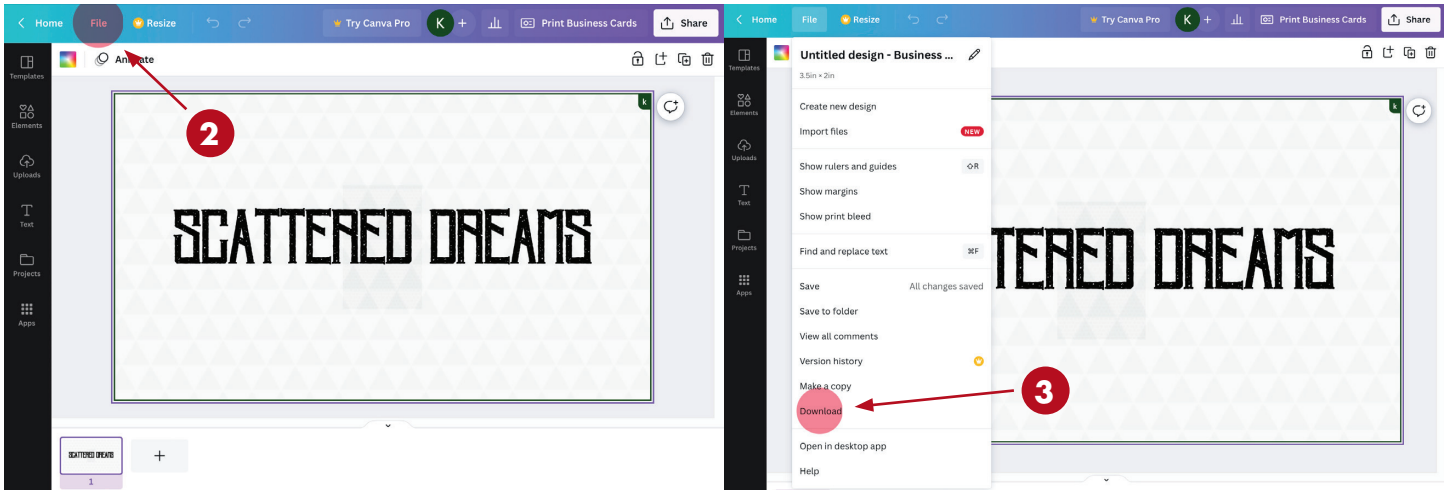 Home File Resize Try Canva Pro K + Print Business Cards Share
Animate
Templates
Elements
Uploads
Text
Projects
Apps
2
k
SCATTERED DREAMS
SCATTERED DREAMS
+
1
Home File Resize Try Canva Pro K + Print Business Cards Share
Templates
Elements
Uploads
Text
Projects
Apps
Untitled design - Business ...
3.5in × 2in
Create new design
Import files NEW
Show rulers and guides ⇧R
Show margins
Show print bleed
Find and replace text ⌘F
Save All changes saved
Save to folder
View all comments
Version history
Make a copy
Download
Open in desktop app
Help
k
TERED DREAMS
3